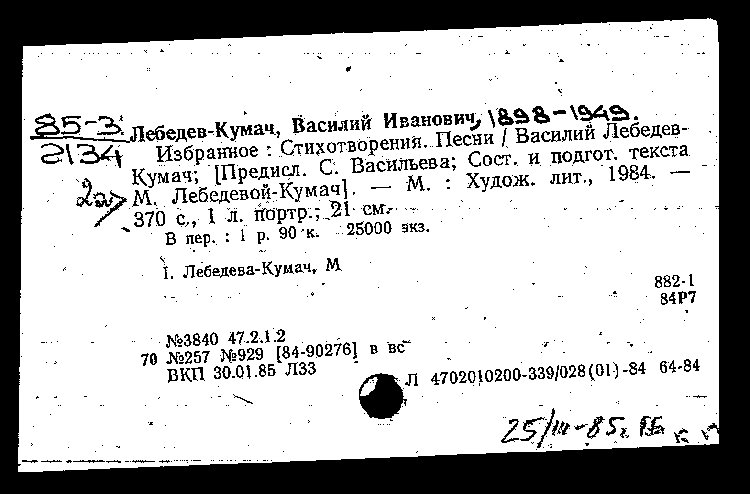 85-3
2134
Лебедев-Кумач, Василий Иванович, 1898-1949.
Избранное : Стихотворения. Песни / Василий Лебедев-
Кумач; [Предисл. С. Васильева; Сост. и подгот. текста
М. Лебедевой-Кумач]. — М. : Худож. лит., 1984. —
370 с., 1 л. портр.; 21 см.
В пер. : 1 р. 90 к. 25000 экз.
1. Лебедева-Кумач, М
882-1
84Р7
№3840 47.2.1.2
70 №257 №929 [84-90276] в вс
ВКП 30.01.85 Л33
Л 4702010200-339/028(01)-84 64-84
25/III-85г.